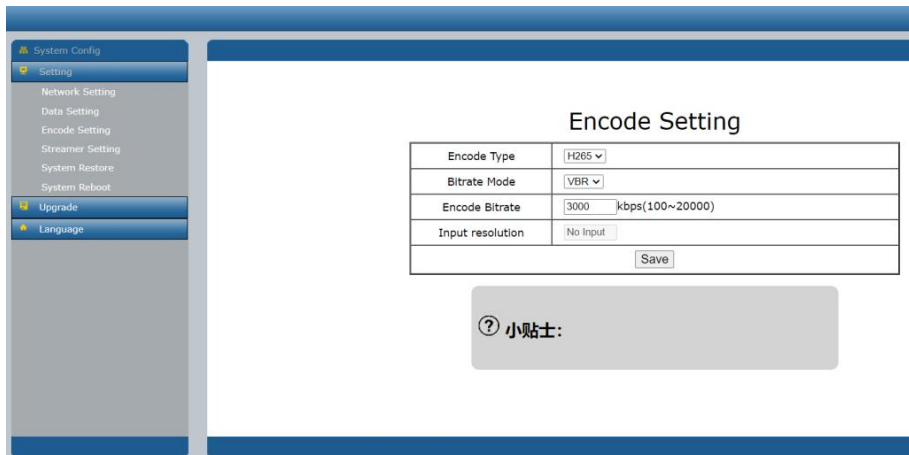 System Config
Setting
Network Setting
Data Setting
Encode Setting
Streamer Setting
System Restore
System Reboot
Upgrade
Language
Encode Setting
Encode Type H265
Bitrate Mode VBR
Encode Bitrate 3000 kbps(100~20000)
Input resolution No Input
Save
? 小贴士：